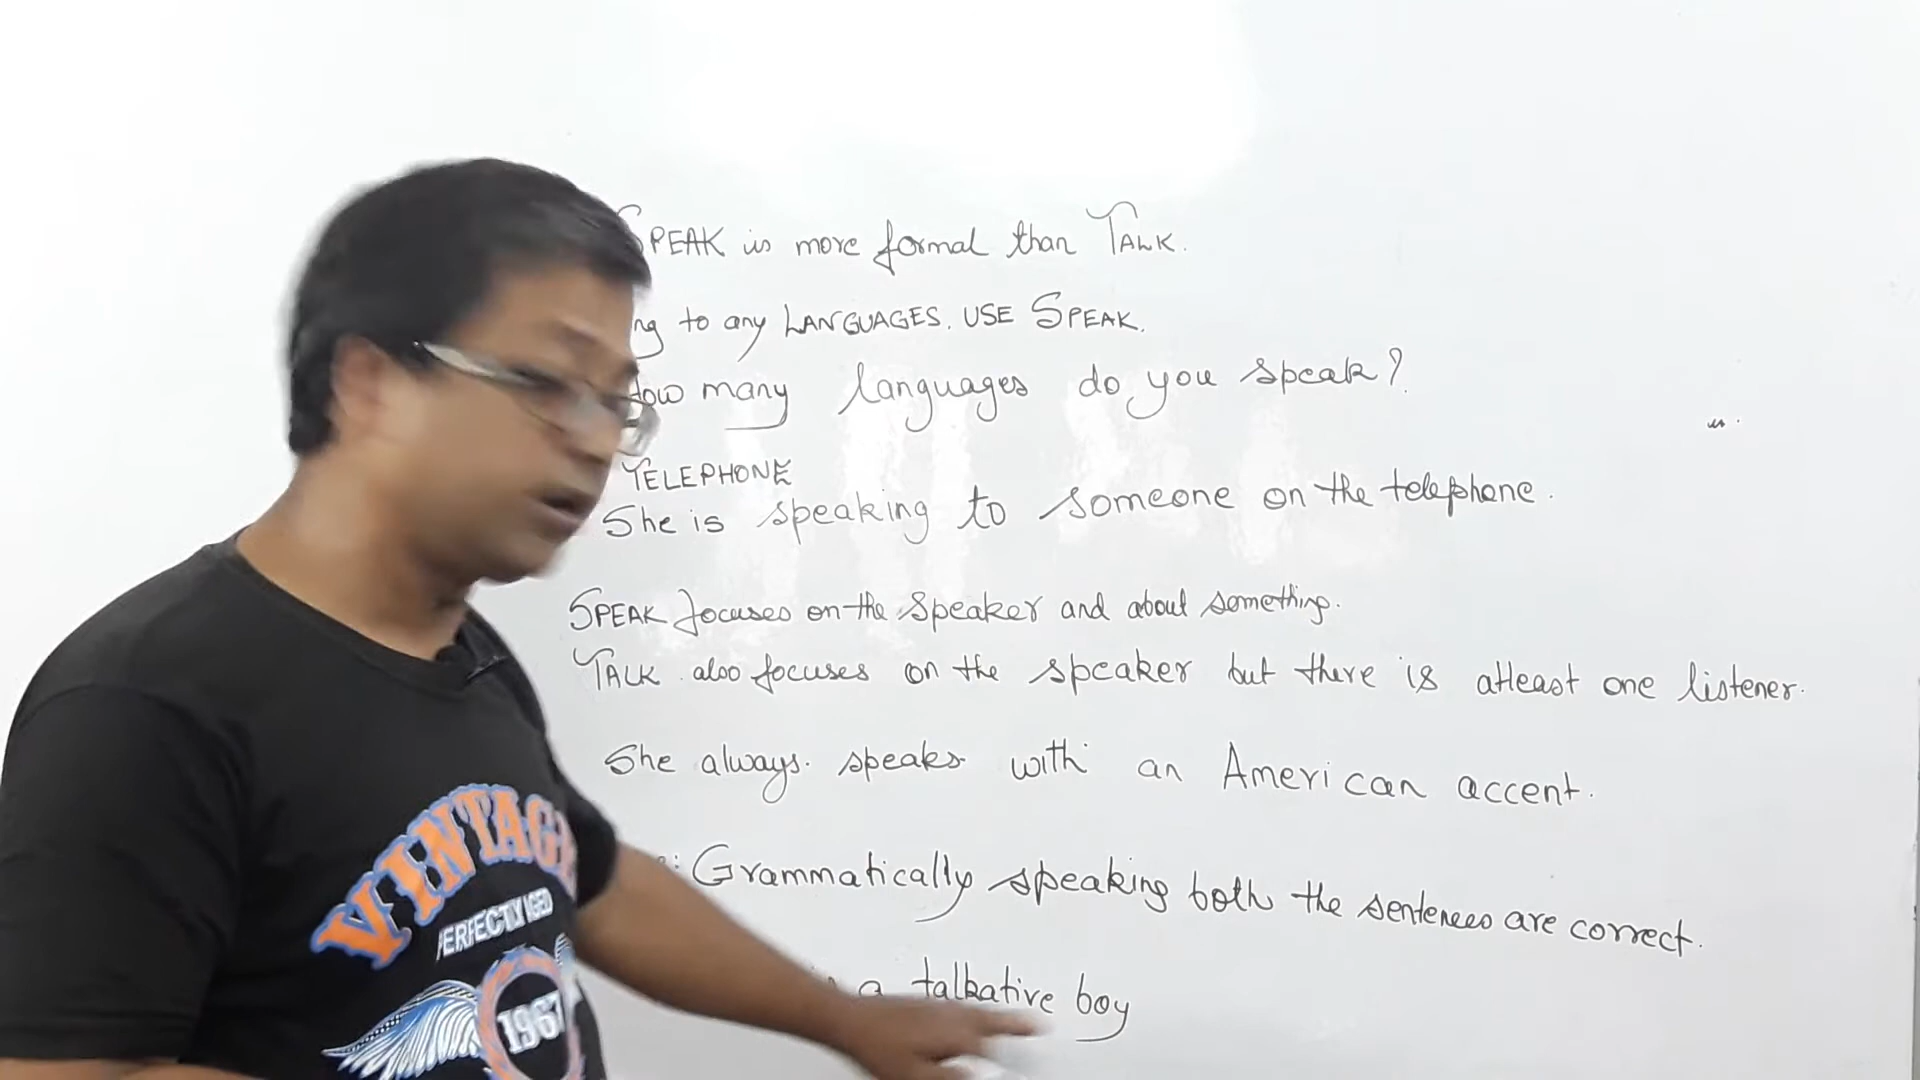 SPEAK is more formal than TALK.
to any LANGUAGES. USE SPEAK.
How many languages do you speak?
TELEPHONE
She is speaking to someone on the telephone.
SPEAK focuses on the speaker and about something.
TALK also focuses on the speaker but there is atleast one listener.
She always speaks with an American accent.
: Grammatically speaking both the sentences are correct.
a talkative boy
VINTAGE
PERFECTLY AGED
1967